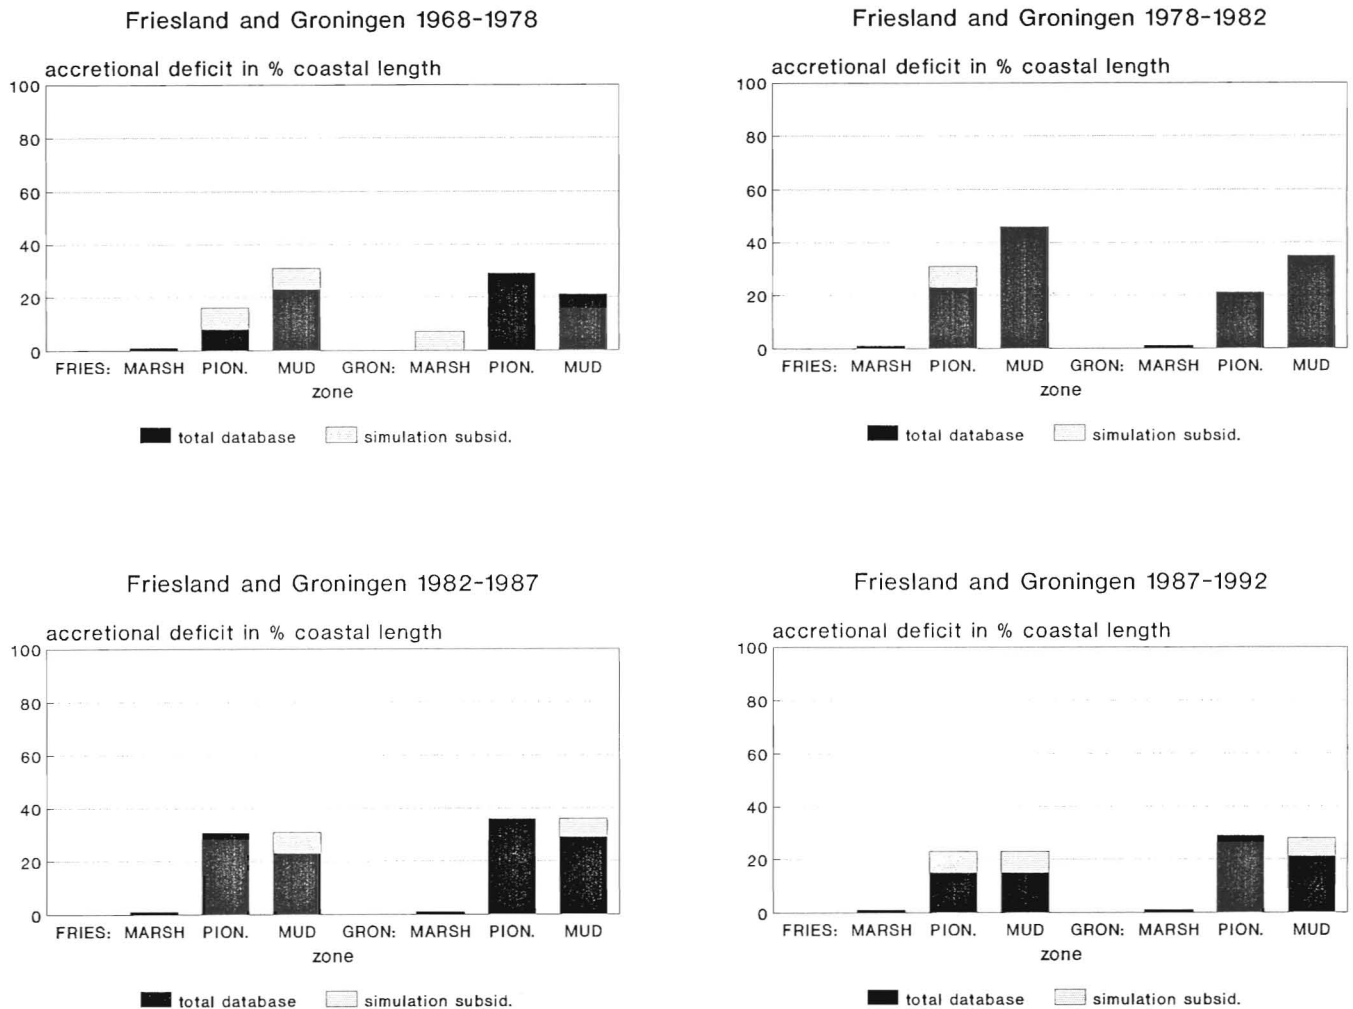 Friesland and Groningen 1968-1978
accretional deficit in % coastal length
100
80
60
40
20
0
FRIES: MARSH PION. MUD GRON: MARSH PION. MUD
zone
total database simulation subsid.
Friesland and Groningen 1978-1982
accretional deficit in % coastal length
100
80
60
40
20
0
FRIES: MARSH PION. MUD GRON: MARSH PION. MUD
zone
total database simulation subsid.
Friesland and Groningen 1982-1987
accretional deficit in % coastal length
100
80
60
40
20
0
FRIES: MARSH PION. MUD GRON: MARSH PION. MUD
zone
total database simulation subsid.
Friesland and Groningen 1987-1992
accretional deficit in % coastal length
100
80
60
40
20
0
FRIES: MARSH PION. MUD GRON: MARSH PION. MUD
zone
total database simulation subsid.